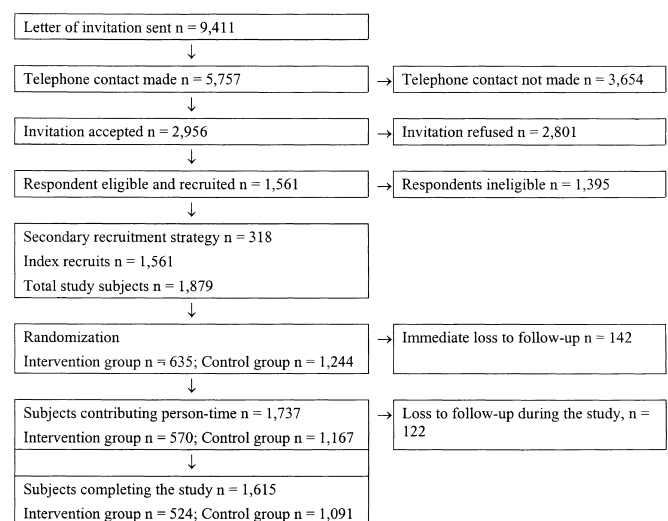 Letter of invitation sent n = 9,411
↓
Telephone contact made n = 5,757 → Telephone contact not made n = 3,654
↓
Invitation accepted n = 2,956 → Invitation refused n = 2,801
↓
Respondent eligible and recruited n = 1,561 → Respondents ineligible n = 1,395
↓
Secondary recruitment strategy n = 318
Index recruits n = 1,561
Total study subjects n = 1,879
↓
Randomization → Immediate loss to follow-up n = 142
Intervention group n = 635; Control group n = 1,244
↓
Subjects contributing person-time n = 1,737
Intervention group n = 570; Control group n = 1,167
→ Loss to follow-up during the study, n =
122
↓
Subjects completing the study n = 1,615
Intervention group n = 524; Control group n = 1,091